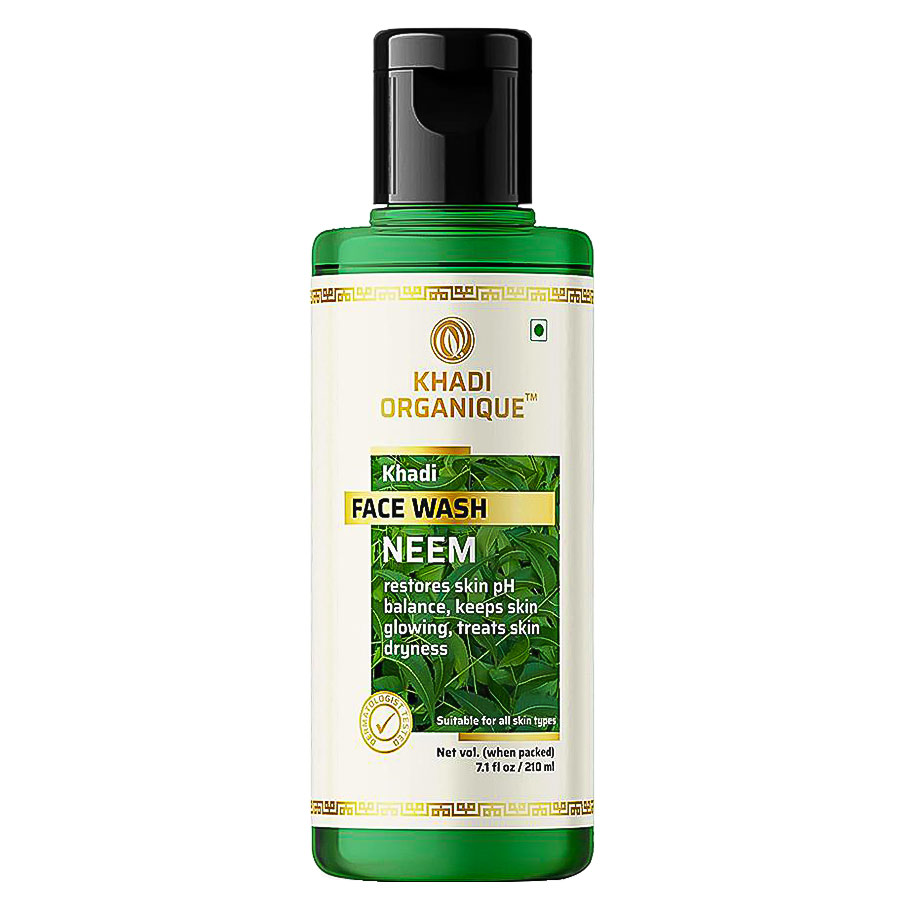 KHADI
ORGANIQUE™
Khadi
FACE WASH
NEEM
restores skin pH
balance, keeps skin
glowing, treats skin
dryness
DERMATOLOGIST TESTED
Suitable for all skin types
Net vol. (when packed)
7.1 fl oz / 210 ml